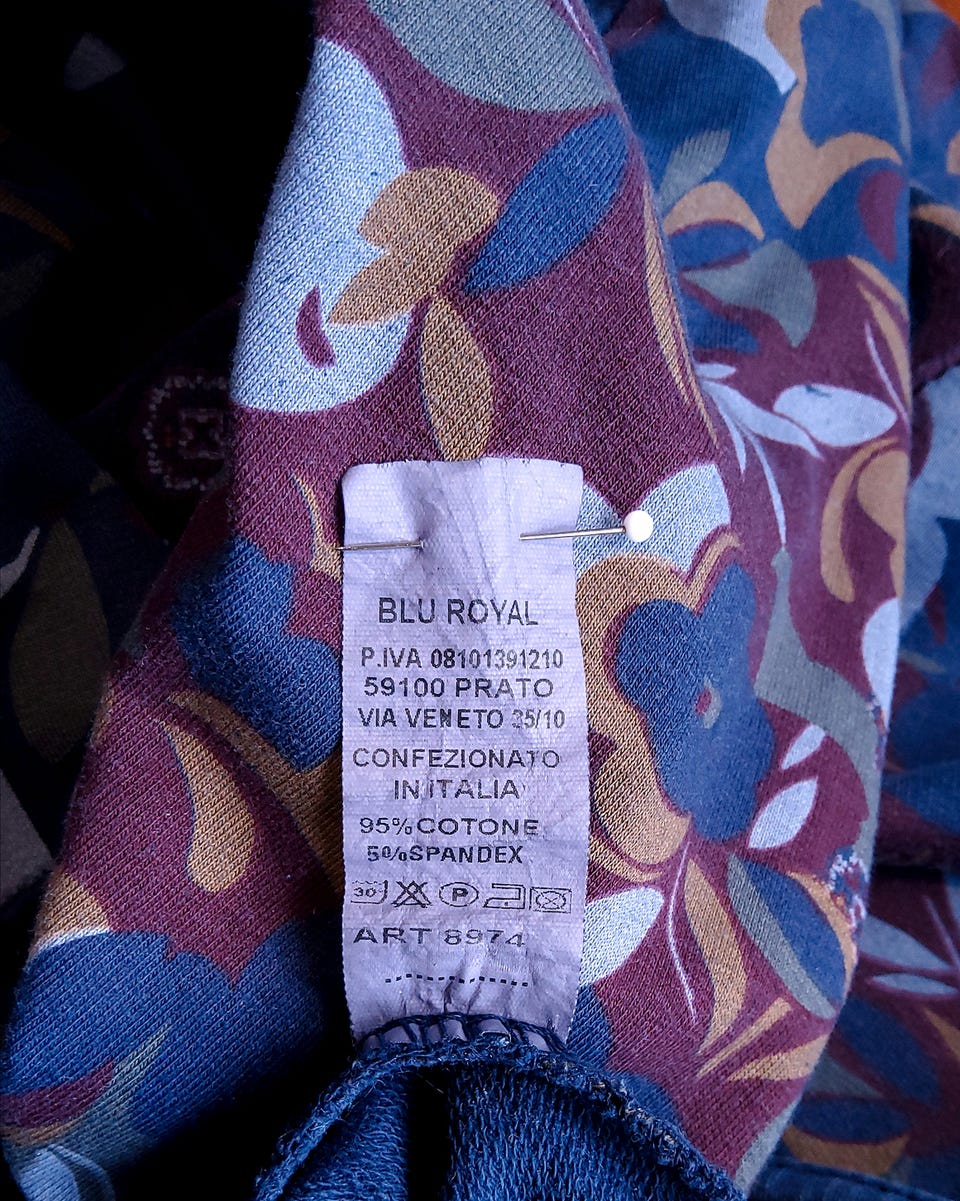 BLU ROYAL
P.IVA 08101391210
59100 PRATO
VIA VENETO 35/10
CONFEZIONATO
IN ITALIA
95%COTONE
5%SPANDEX
30 P
ART 8974